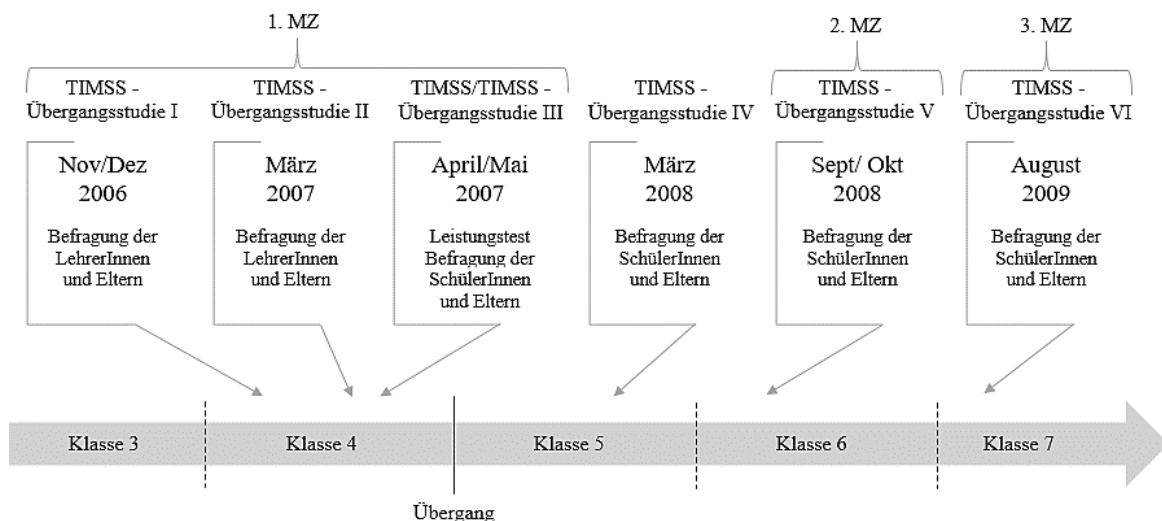 1. MZ
2. MZ
3. MZ
TIMSS -
Übergangsstudie I
TIMSS -
Übergangsstudie II
TIMSS/TIMSS -
Übergangsstudie III
TIMSS -
Übergangsstudie IV
TIMSS -
Übergangsstudie V
TIMSS -
Übergangsstudie VI
Nov/Dez
2006
Befragung der
LehrerInnen
und Eltern
März
2007
Befragung der
LehrerInnen
und Eltern
April/Mai
2007
Leistungstest
Befragung der
SchülerInnen
und Eltern
März
2008
Befragung der
SchülerInnen
und Eltern
Sept/ Okt
2008
Befragung der
SchülerInnen
und Eltern
August
2009
Befragung der
SchülerInnen
und Eltern
Klasse 3
Klasse 4
Klasse 5
Klasse 6
Klasse 7
Übergang